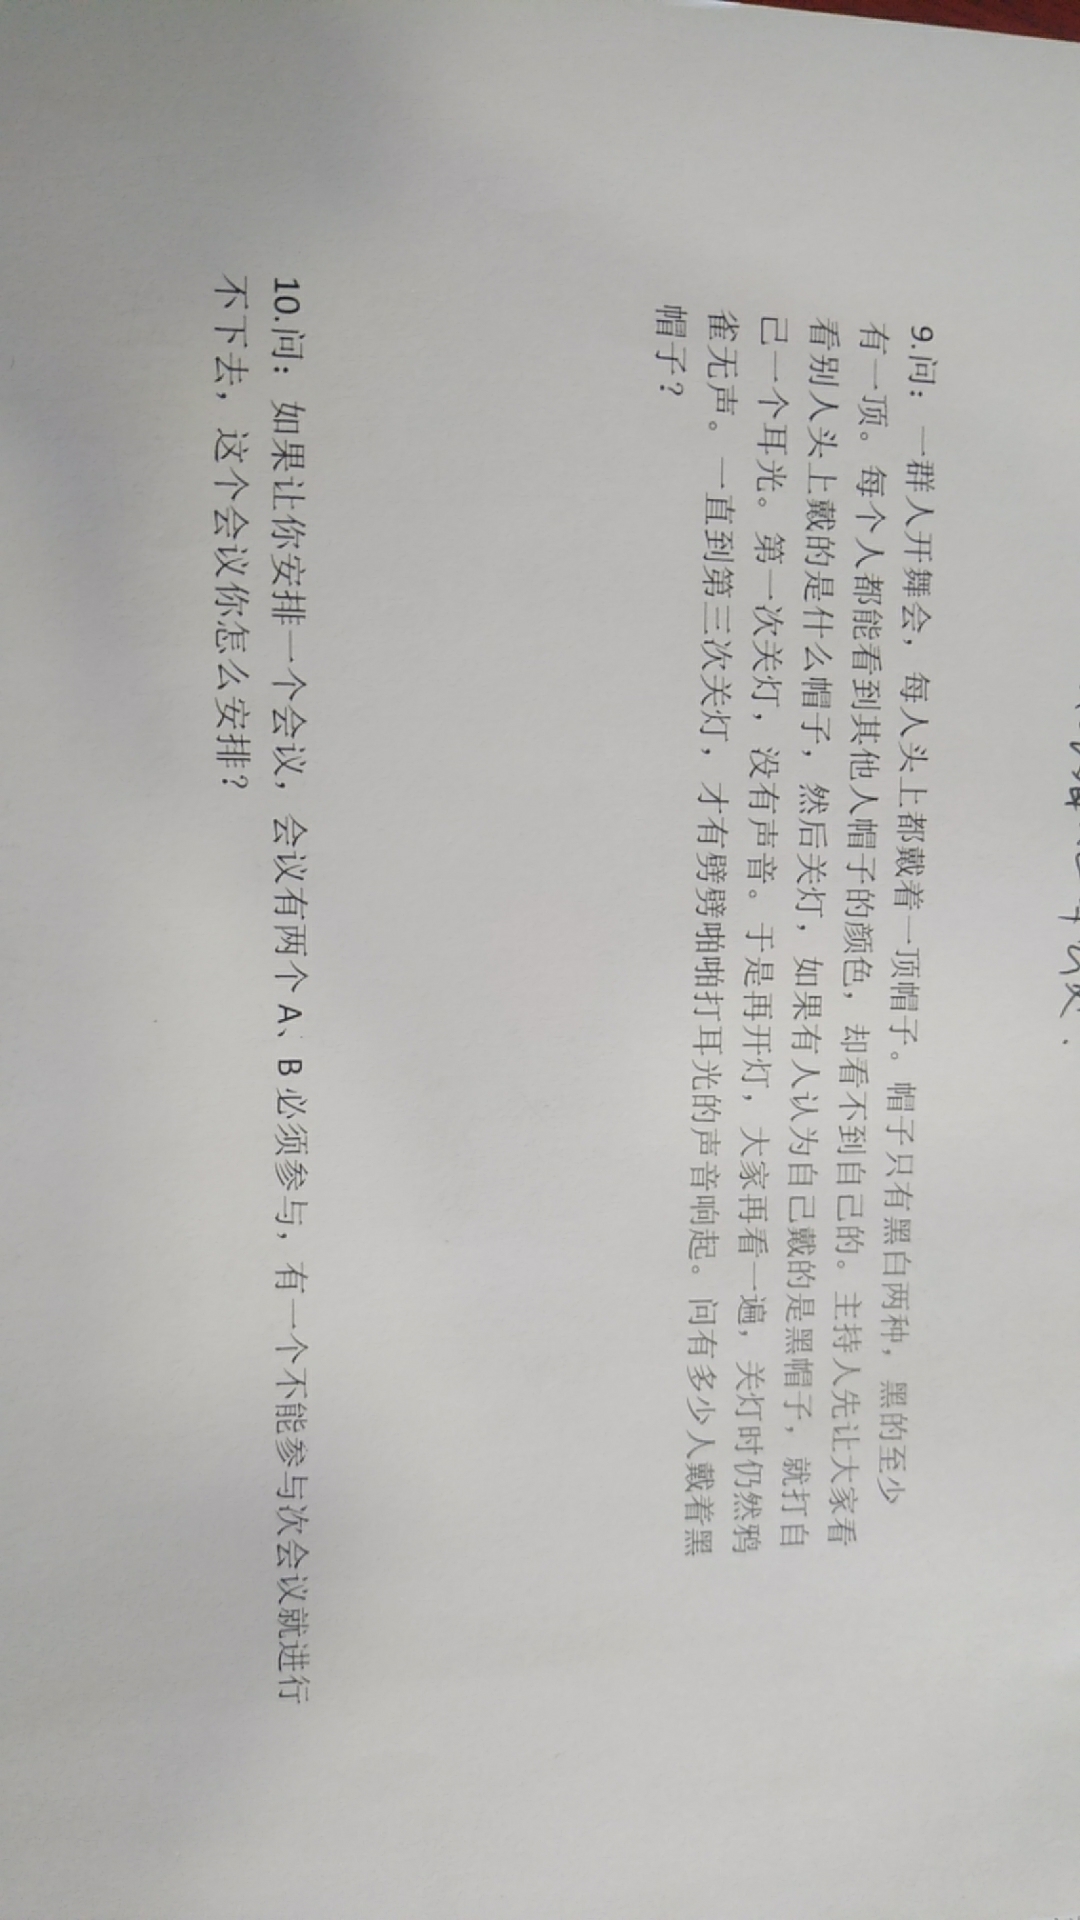 9.问：一群人开舞会，每人头上都戴着一顶帽子。帽子只有黑白两种，黑的至少
有一顶。每个人都能看到其他人帽子的颜色，却看不到自己的。主持人先让大家看
看别人头上戴的是什么帽子，然后关灯，如果有人认为自己戴的是黑帽子，就打自
己一个耳光。第一次关灯，没有声音。于是再开灯，大家再看一遍，关灯时仍然鸦
雀无声。一直到第三次关灯，才有劈劈啪啪打耳光的声音响起。问有多少人戴着黑
帽子？
10.问：如果让你安排一个会议，会议有两个 A、B 必须参与，有一个不能参与次会议就进行
不下去，这个会议你怎么安排？